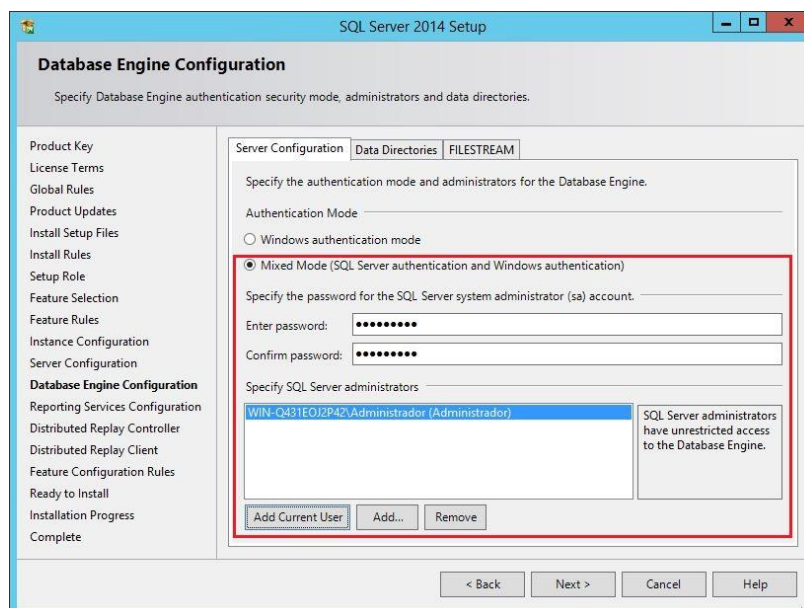 SQL Server 2014 Setup
Database Engine Configuration
Specify Database Engine authentication security mode, administrators and data directories.
Product Key
License Terms
Global Rules
Product Updates
Install Setup Files
Install Rules
Setup Role
Feature Selection
Feature Rules
Instance Configuration
Server Configuration
Database Engine Configuration
Reporting Services Configuration
Distributed Replay Controller
Distributed Replay Client
Feature Configuration Rules
Ready to Install
Installation Progress
Complete
Server Configuration Data Directories FILESTREAM
Specify the authentication mode and administrators for the Database Engine.
Authentication Mode
Windows authentication mode
Mixed Mode (SQL Server authentication and Windows authentication)
Specify the password for the SQL Server system administrator (sa) account.
Enter password: ●●●●●●●●●
Confirm password: ●●●●●●●●●
Specify SQL Server administrators
WIN-Q431EOJ2P42\Administrador (Administrador)
SQL Server administrators
have unrestricted access
to the Database Engine.
Add Current User Add... Remove
< Back Next > Cancel Help